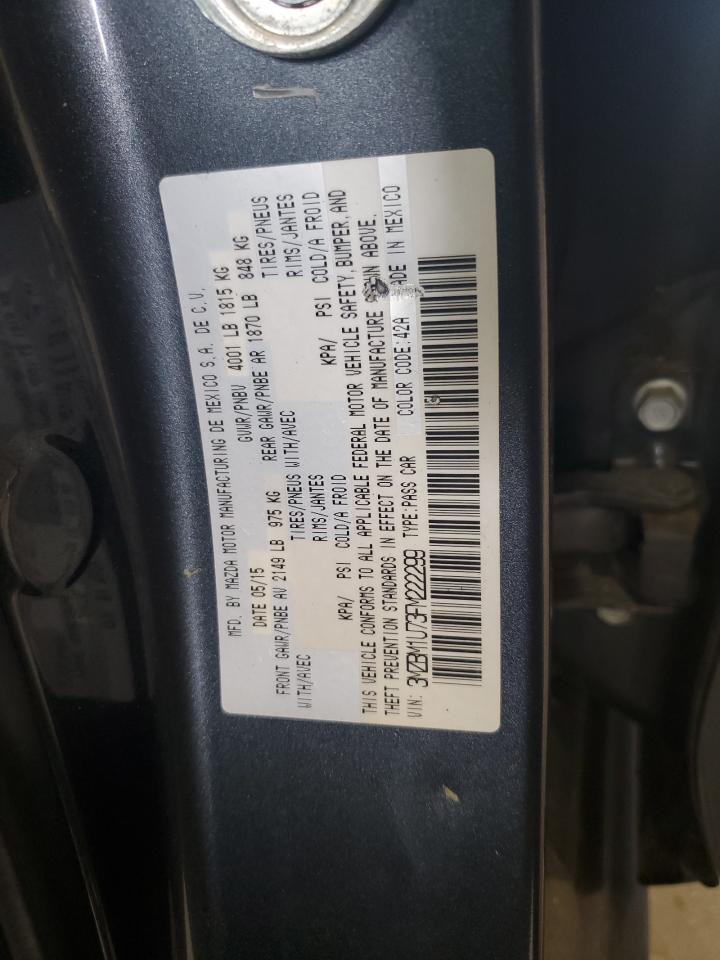 MFD. BY MAZDA MOTOR MANUFACTURING DE MEXICO S.A. DE C.V.
DATE 05/15 GVWR/PNBV 4001 LB 1815 KG
FRONT GAWR/PNBE AV 2149 LB 975 KG REAR GAWR/PNBE AR 1870 LB 848 KG
WITH/AVEC TIRES/PNEUS WITH/AVEC TIRES/PNEUS
RIMS/JANTES RIMS/JANTES
KPA/ PSI COLD/A FROID KPA/ PSI COLD/A FROID
THIS VEHICLE CONFORMS TO ALL APPLICABLE FEDERAL MOTOR VEHICLE SAFETY, BUMPER, AND
THEFT PREVENTION STANDARDS IN EFFECT ON THE DATE OF MANUFACTURE ABOVE.
VIN: 3MZBM1U73FM222299 TYPE:PASS CAR COLOR CODE:42A MADE IN MEXICO